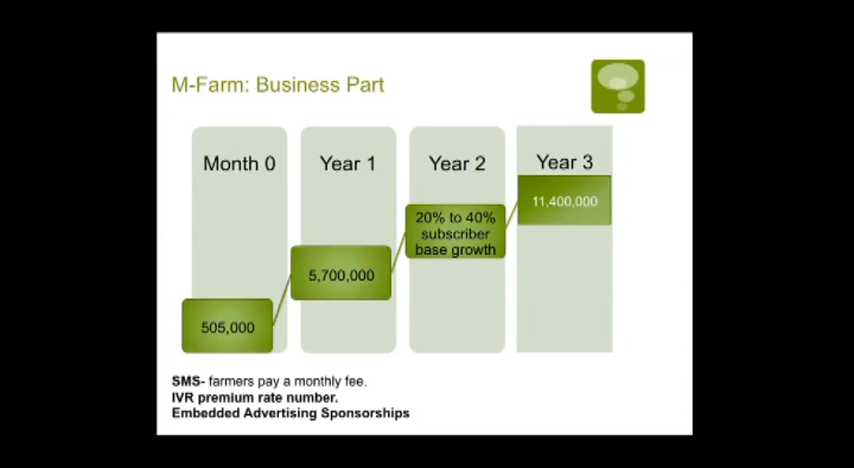 M-Farm: Business Part
Month 0
Year 1
Year 2
Year 3
505,000
5,700,000
20% to 40%
subscriber
base growth
11,400,000
SMS- farmers pay a monthly fee.
IVR premium rate number.
Embedded Advertising Sponsorships